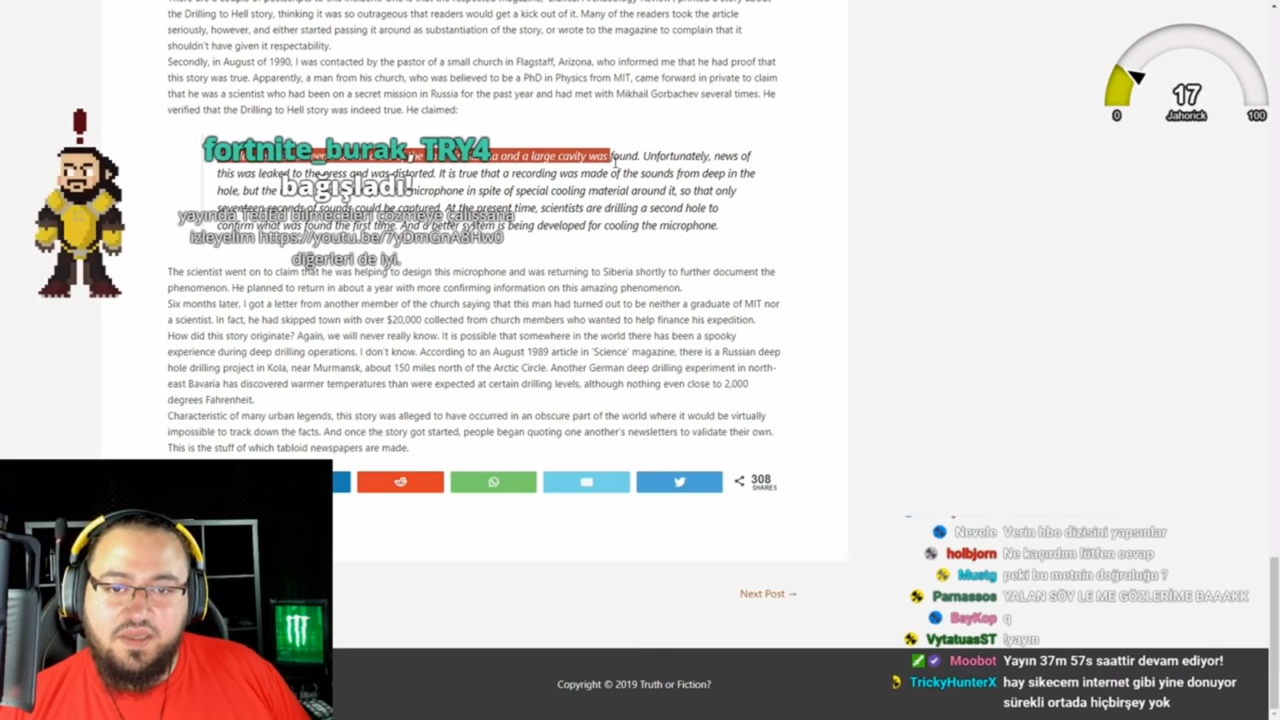 the Drilling to Hell story, thinking it was so outrageous that readers would get a kick out of it. Many of the readers took the article
seriously, however, and either started passing it around as substantiation of the story, or wrote to the magazine to complain that it
shouldn't have given it respectability.
Secondly, in August of 1990, I was contacted by the pastor of a small church in Flagstaff, Arizona, who informed me that he had proof that
this story was true. Apparently, a man from his church, who was believed to be a PhD in Physics from MIT, came forward in private to claim
that he was a scientist who had been on a secret mission in Russia for the past year and had met with Mikhail Gorbachev several times. He
verified that the Drilling to Hell story was indeed true. He claimed:
fortnite_burak_TRY4
bağışladı!
yayında TedEd bilmeceleri çözmeye çalışsana
izleyelim https://youtu.be/7yDmGnA8Hw0
diğerleri de iyi.
and a large cavity was found. Unfortunately, news of
this was leaked to the press and was distorted. It is true that a recording was made of the sounds from deep in the
hole, but the microphone in spite of special cooling material around it, so that only
seventeen seconds of sounds could be captured. At the present time, scientists are drilling a second hole to
confirm what was found the first time. And a better system is being developed for cooling the microphone.
The scientist went on to claim that he was helping to design this microphone and was returning to Siberia shortly to further document the
phenomenon. He planned to return in about a year with more confirming information on this amazing phenomenon.
Six months later, I got a letter from another member of the church saying that this man had turned out to be neither a graduate of MIT nor
a scientist. In fact, he had skipped town with over $20,000 collected from church members who wanted to help finance his expedition.
How did this story originate? Again, we will never really know. It is possible that somewhere in the world there has been a spooky
experience during deep drilling operations. I don't know. According to an August 1989 article in 'Science' magazine, there is a Russian deep
hole drilling project in Kola, near Murmansk, about 150 miles north of the Arctic Circle. Another German deep drilling experiment in north-
east Bavaria has discovered warmer temperatures than were expected at certain drilling levels, although nothing even close to 2,000
degrees Fahrenheit.
Characteristic of many urban legends, this story was alleged to have occurred in an obscure part of the world where it would be virtually
impossible to track down the facts. And once the story got started, people began quoting one another's newsletters to validate their own.
This is the stuff of which tabloid newspapers are made.
308
SHARES
Next Post →
Copyright © 2019 Truth or Fiction?
17
0 Jahorick 100
Nevele Verin hbo dizisini yapsınlar
holbjorn Ne kaçırdım lütfen cevap
Mustg peki bu metnin doğruluğu ?
Parnassos YALAN SÖY LE ME GÖZLERİME BAAAKK
BayKop q
VytatuasST !yayın
Moobot Yayın 37m 57s saattir devam ediyor!
TrickyHunterX hay sikecem internet gibi yine donuyor
sürekli ortada hiçbirşey yok